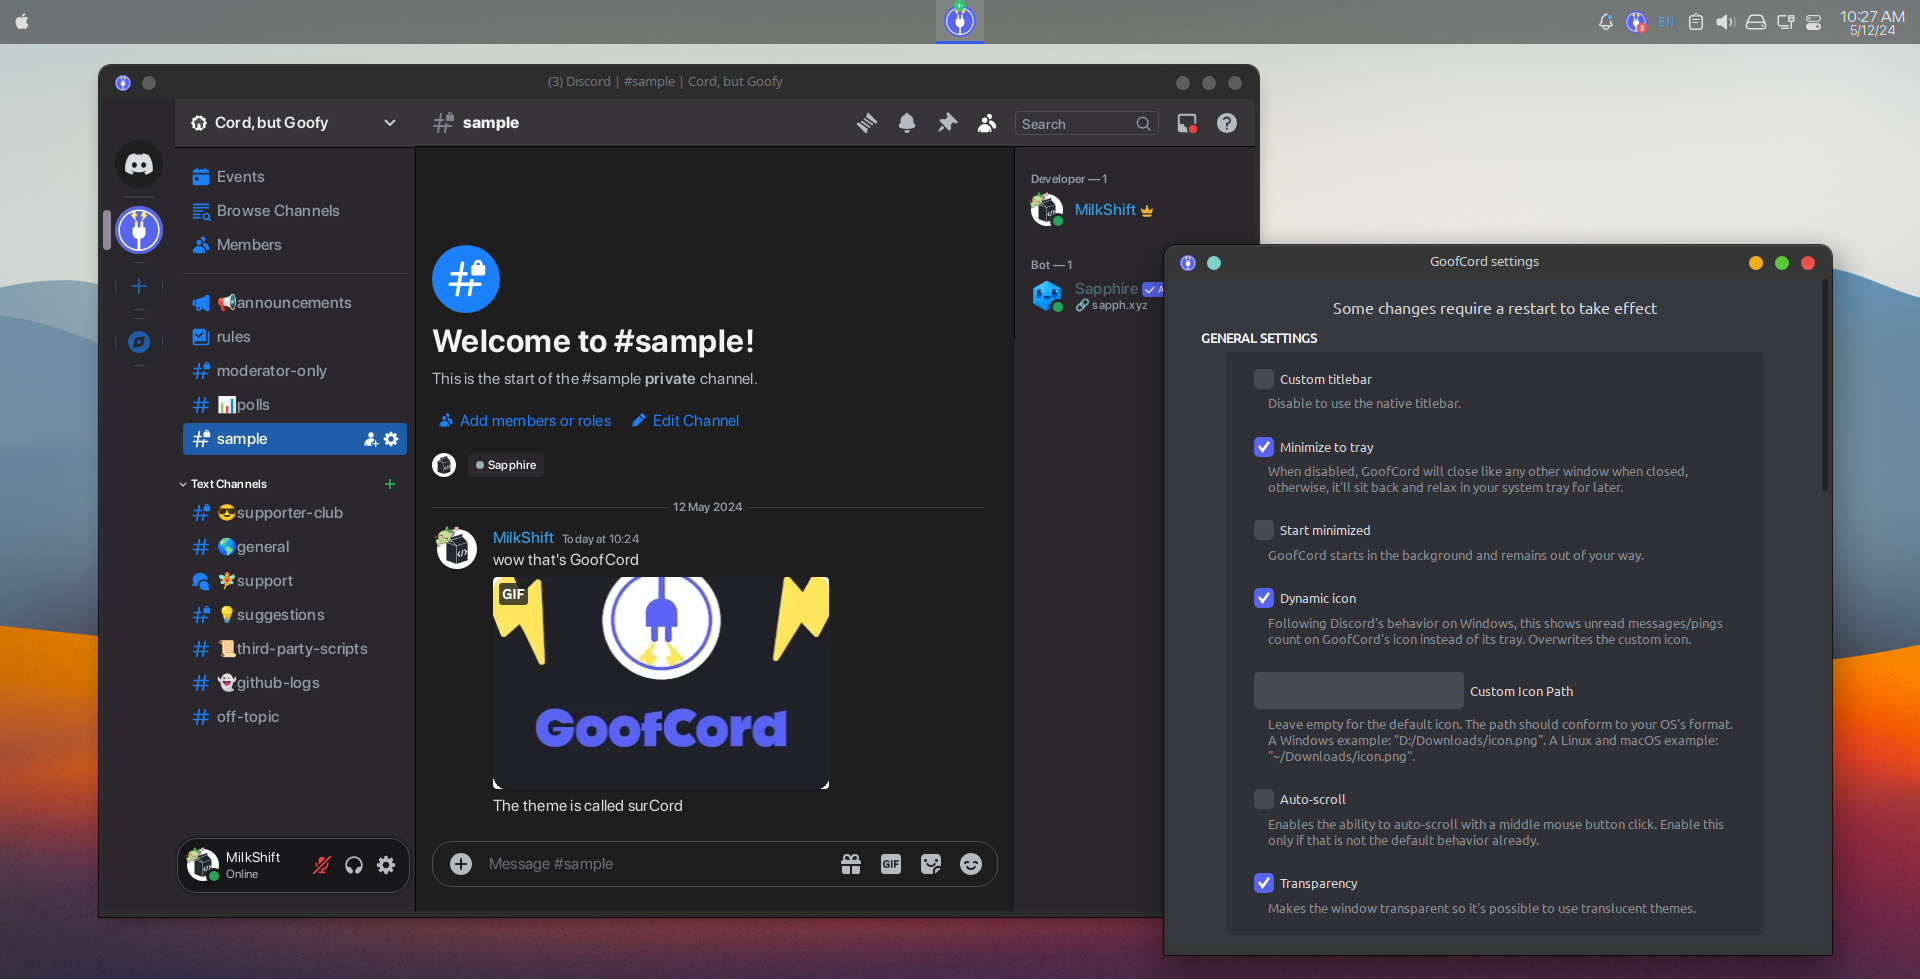 EN
10:27 AM
5/12/24
(3) Discord | #sample | Cord, but Goofy
Cord, but Goofy
sample
Search
Events
Browse Channels
Members
📢announcements
rules
moderator-only
📊polls
sample
Text Channels
😎supporter-club
🌎general
🧚support
💡suggestions
📜third-party-scripts
👻github-logs
off-topic
MilkShift
Online
Welcome to #sample!
This is the start of the #sample private channel.
Add members or roles
Edit Channel
Sapphire
12 May 2024
MilkShift Today at 10:24
wow that's GoofCord
GIF
GoofCord
The theme is called surCord
Message #sample
GIF
Developer — 1
MilkShift
Bot — 1
Sapphire
🔗 sapph.xyz
GoofCord settings
Some changes require a restart to take effect
GENERAL SETTINGS
Custom titlebar
Disable to use the native titlebar.
Minimize to tray
When disabled, GoofCord will close like any other window when closed,
otherwise, it'll sit back and relax in your system tray for later.
Start minimized
GoofCord starts in the background and remains out of your way.
Dynamic icon
Following Discord's behavior on Windows, this shows unread messages/pings
count on GoofCord's icon instead of its tray. Overwrites the custom icon.
Custom Icon Path
Leave empty for the default icon. The path should conform to your OS's format.
A Windows example: "D:/Downloads/icon.png". A Linux and macOS example:
"~/Downloads/icon.png".
Auto-scroll
Enables the ability to auto-scroll with a middle mouse button click. Enable this
only if that is not the default behavior already.
Transparency
Makes the window transparent so it's possible to use translucent themes.